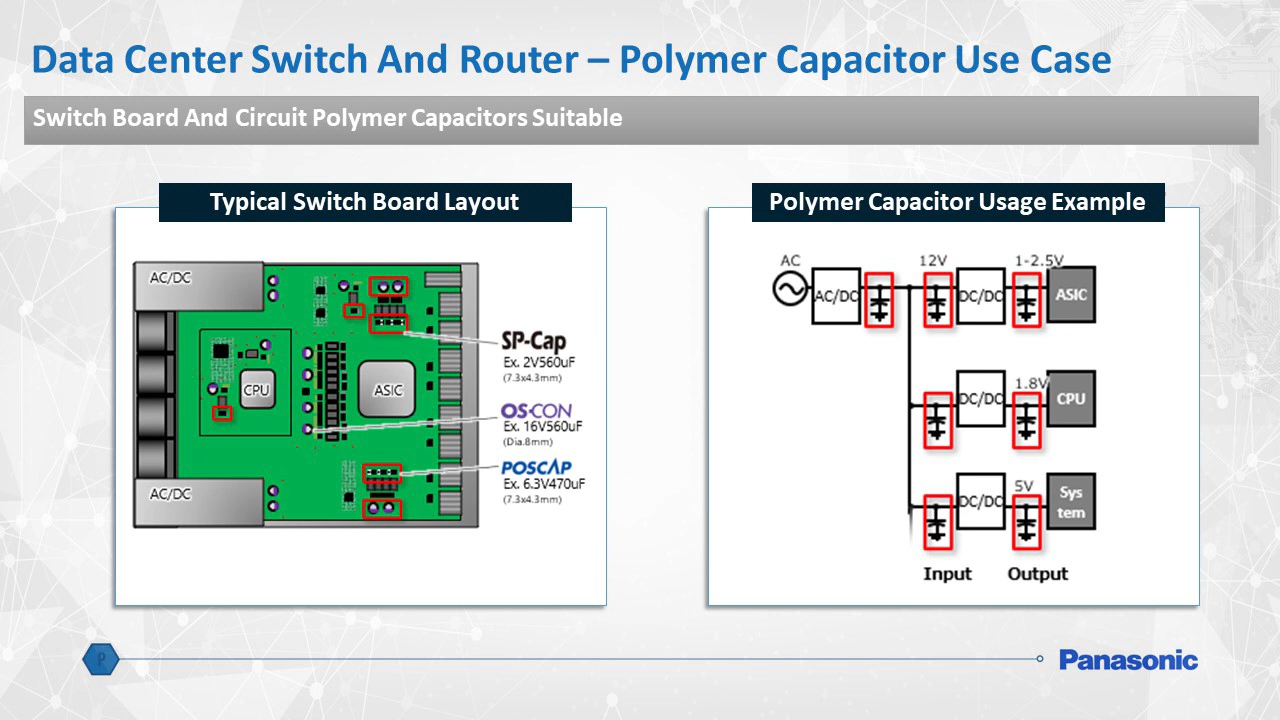 Data Center Switch And Router – Polymer Capacitor Use Case
Switch Board And Circuit Polymer Capacitors Suitable
Typical Switch Board Layout
AC/DC
CPU
ASIC
AC/DC
SP-Cap
Ex. 2V560uF
(7.3x4.3mm)
OS-CON
Ex. 16V560uF
(Dia.8mm)
POSCAP
Ex. 6.3V470uF
(7.3x4.3mm)
Polymer Capacitor Usage Example
AC
12V
1-2.5V
AC/DC
DC/DC
ASIC
1.8V
DC/DC
CPU
5V
DC/DC
Sys
tem
Input
Output
P
Panasonic